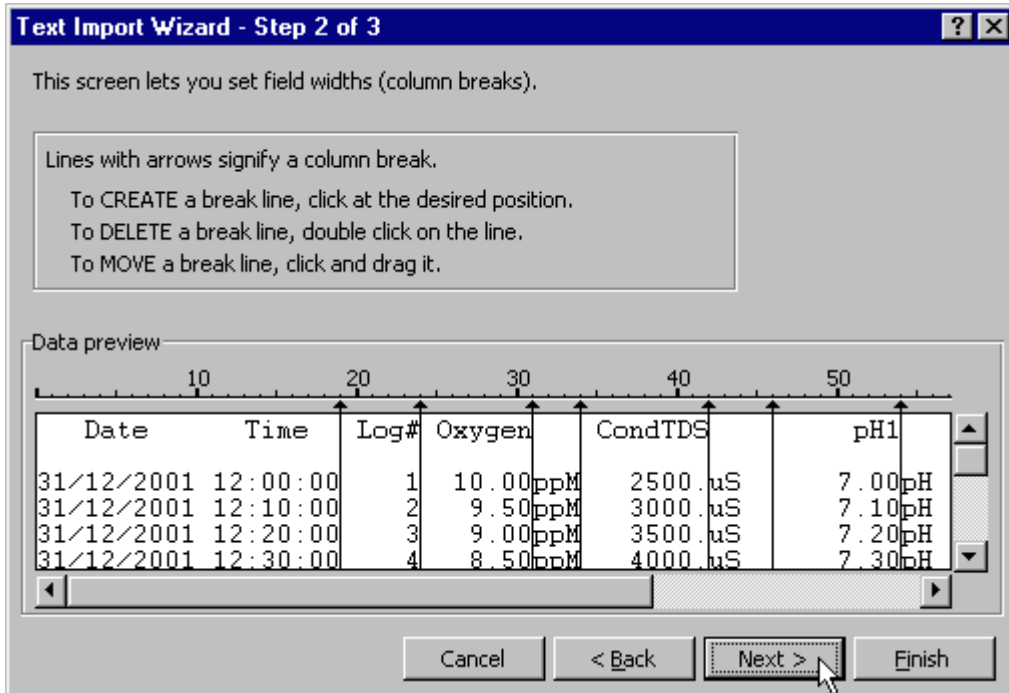 Text Import Wizard - Step 2 of 3
This screen lets you set field widths (column breaks).
Lines with arrows signify a column break.
To CREATE a break line, click at the desired position.
To DELETE a break line, double click on the line.
To MOVE a break line, click and drag it.
Data preview
10 20 30 40 50
Date Time Log# Oxygen CondTDS pH1
31/12/2001 12:00:00 1 10.00ppM 2500.uS 7.00pH
31/12/2001 12:10:00 2 9.50ppM 3000.uS 7.10pH
31/12/2001 12:20:00 3 9.00ppM 3500.uS 7.20pH
31/12/2001 12:30:00 4 8.50ppM 4000.uS 7.30pH
Cancel < Back Next > Finish